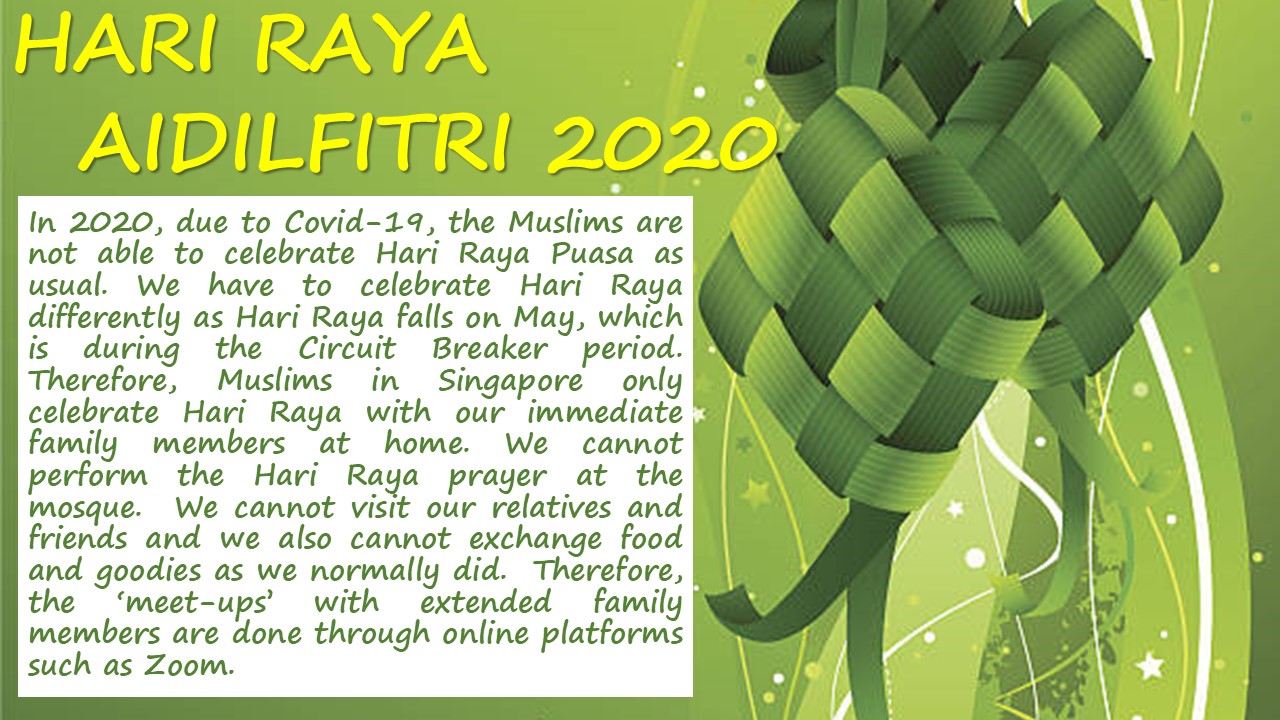 HARI RAYA
AIDILFITRI 2020
In 2020, due to Covid-19, the Muslims are
not able to celebrate Hari Raya Puasa as
usual. We have to celebrate Hari Raya
differently as Hari Raya falls on May, which
is during the Circuit Breaker period.
Therefore, Muslims in Singapore only
celebrate Hari Raya with our immediate
family members at home. We cannot
perform the Hari Raya prayer at the
mosque. We cannot visit our relatives and
friends and we also cannot exchange food
and goodies as we normally did. Therefore,
the ‘meet-ups’ with extended family
members are done through online platforms
such as Zoom.